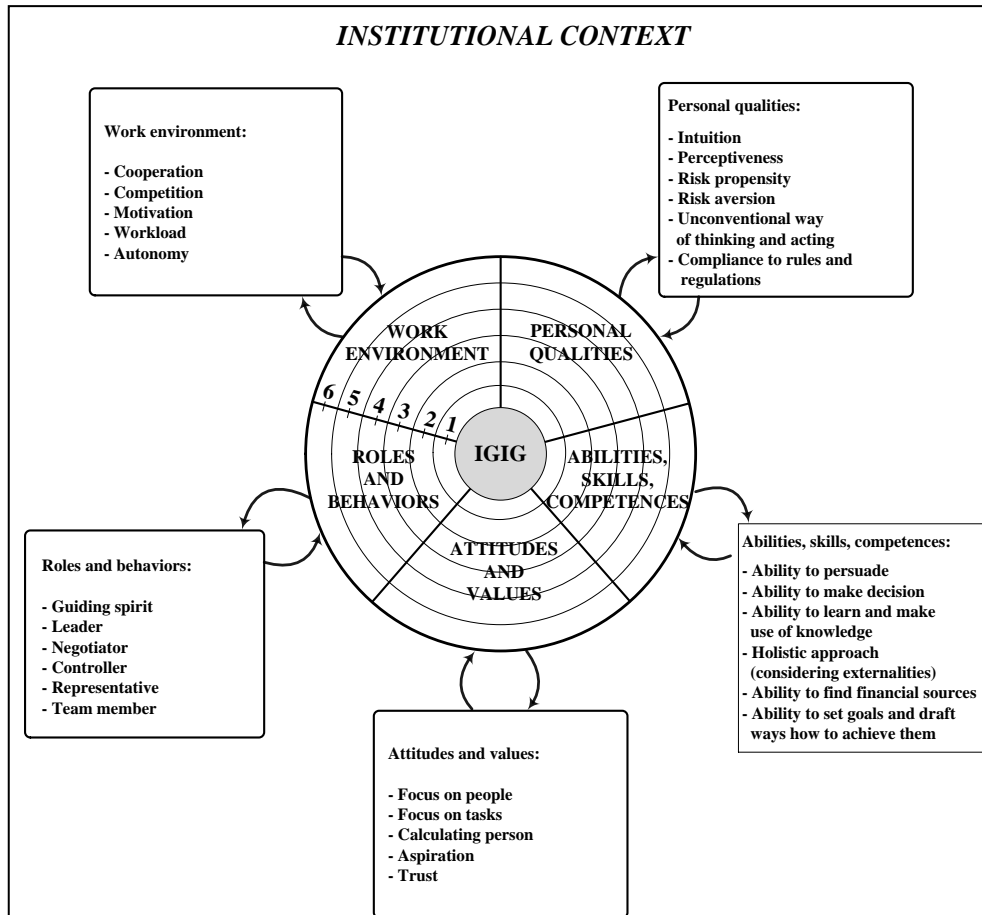 INSTITUTIONAL CONTEXT
Work environment:
- Cooperation
- Competition
- Motivation
- Workload
- Autonomy
Personal qualities:
- Intuition
- Perceptiveness
- Risk propensity
- Risk aversion
- Unconventional way
of thinking and acting
- Compliance to rules and
regulations
WORK
ENVIRONMENT
PERSONAL
QUALITIES
6 5 4 3 2 1
IGIG
ROLES
AND
BEHAVIORS
ABILITIES,
SKILLS,
COMPETENCES
ATTITUDES
AND
VALUES
Roles and behaviors:
- Guiding spirit
- Leader
- Negotiator
- Controller
- Representative
- Team member
Abilities, skills, competences:
- Ability to persuade
- Ability to make decision
- Ability to learn and make
use of knowledge
- Holistic approach
(considering externalities)
- Ability to find financial sources
- Ability to set goals and draft
ways how to achieve them
Attitudes and values:
- Focus on people
- Focus on tasks
- Calculating person
- Aspiration
- Trust